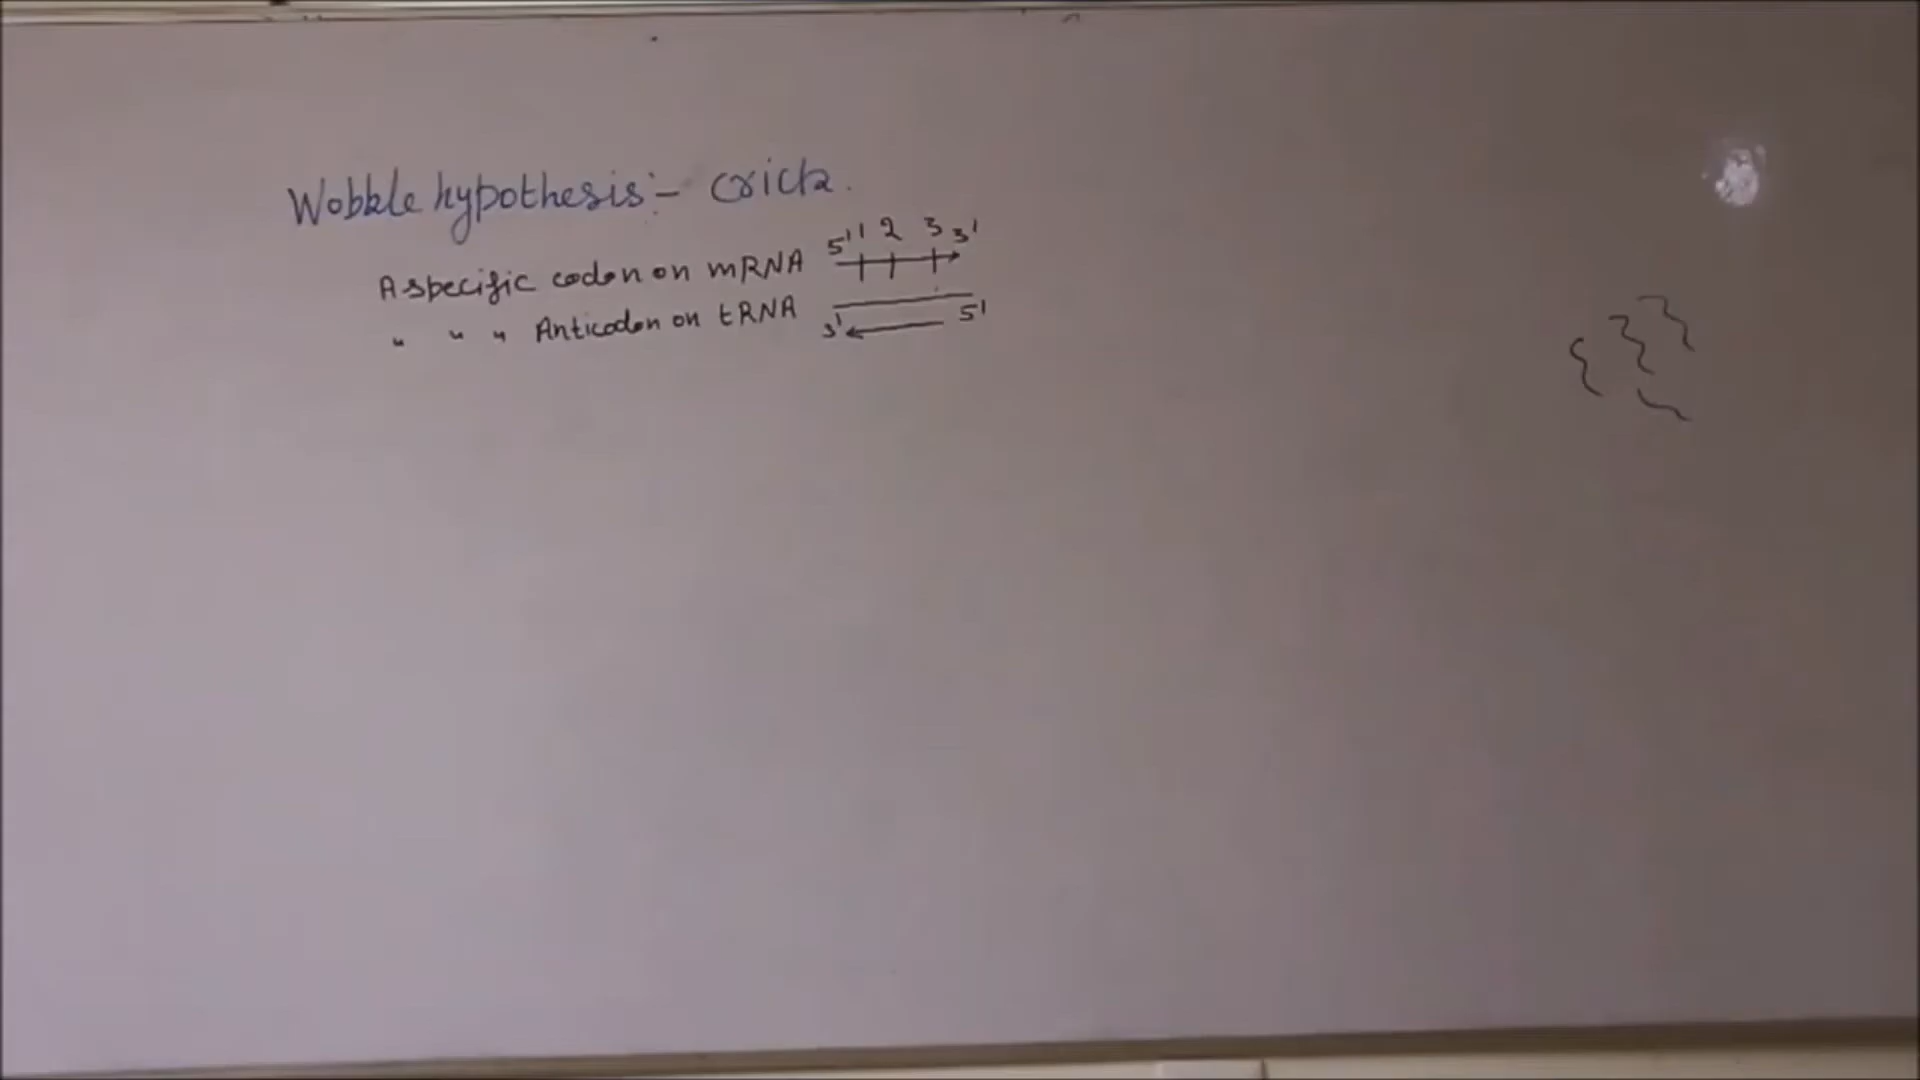 Wobble hypothesis:- Crick.
5' 1 2 3 3'
A specific codon on mRNA
" " " Anticodon on tRNA
3' 5'